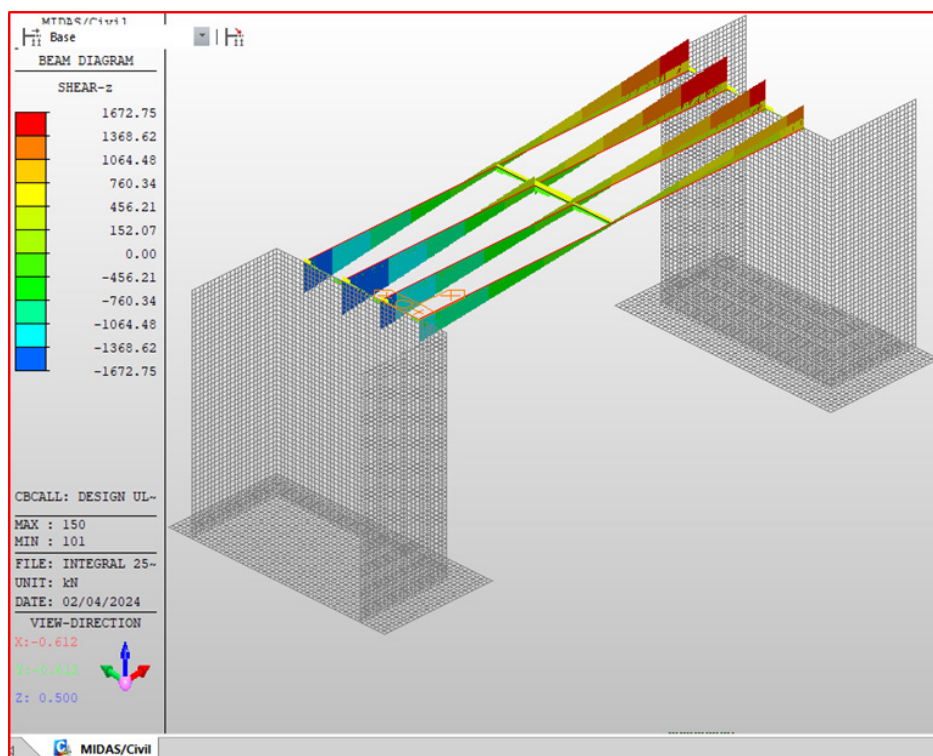 MIDAS/Civil
Base
BEAM DIAGRAM
SHEAR-z
1672.75
1368.62
1064.48
760.34
456.21
152.07
0.00
-456.21
-760.34
-1064.48
-1368.62
-1672.75
CBCALL: DESIGN UL~
MAX : 150
MIN : 101
FILE: INTEGRAL 25~
UNIT: kN
DATE: 02/04/2024
VIEW-DIRECTION
X:-0.612
Z: 0.500
MIDAS/Civil